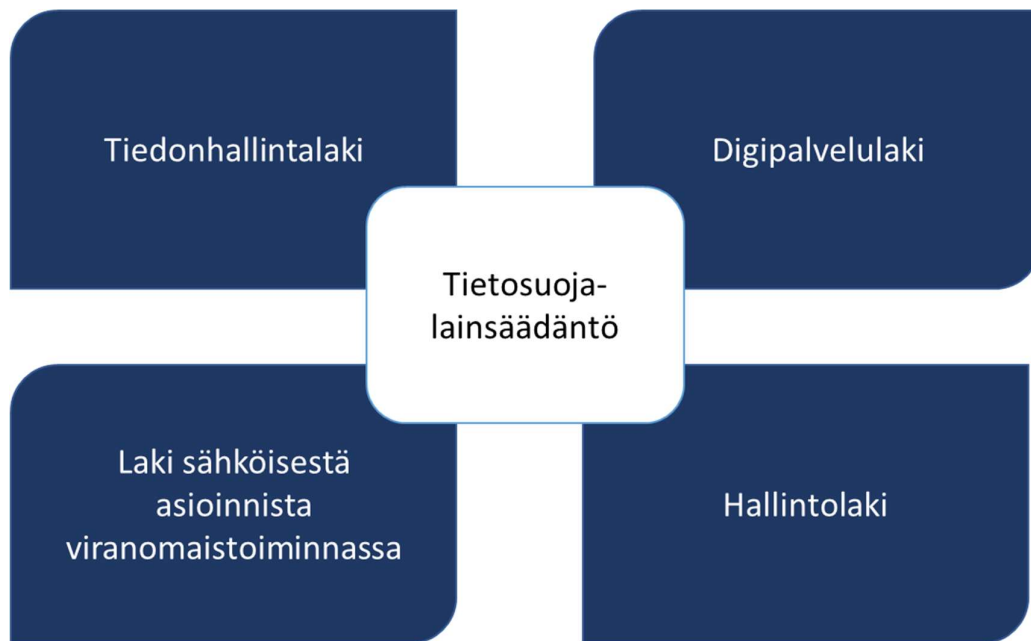 Tiedonhallintalaki
Digipalvelulaki
Tietosuoja-
lainsäädäntö
Laki sähköisestä
asioinnista
viranomaistoiminnassa
Hallintolaki